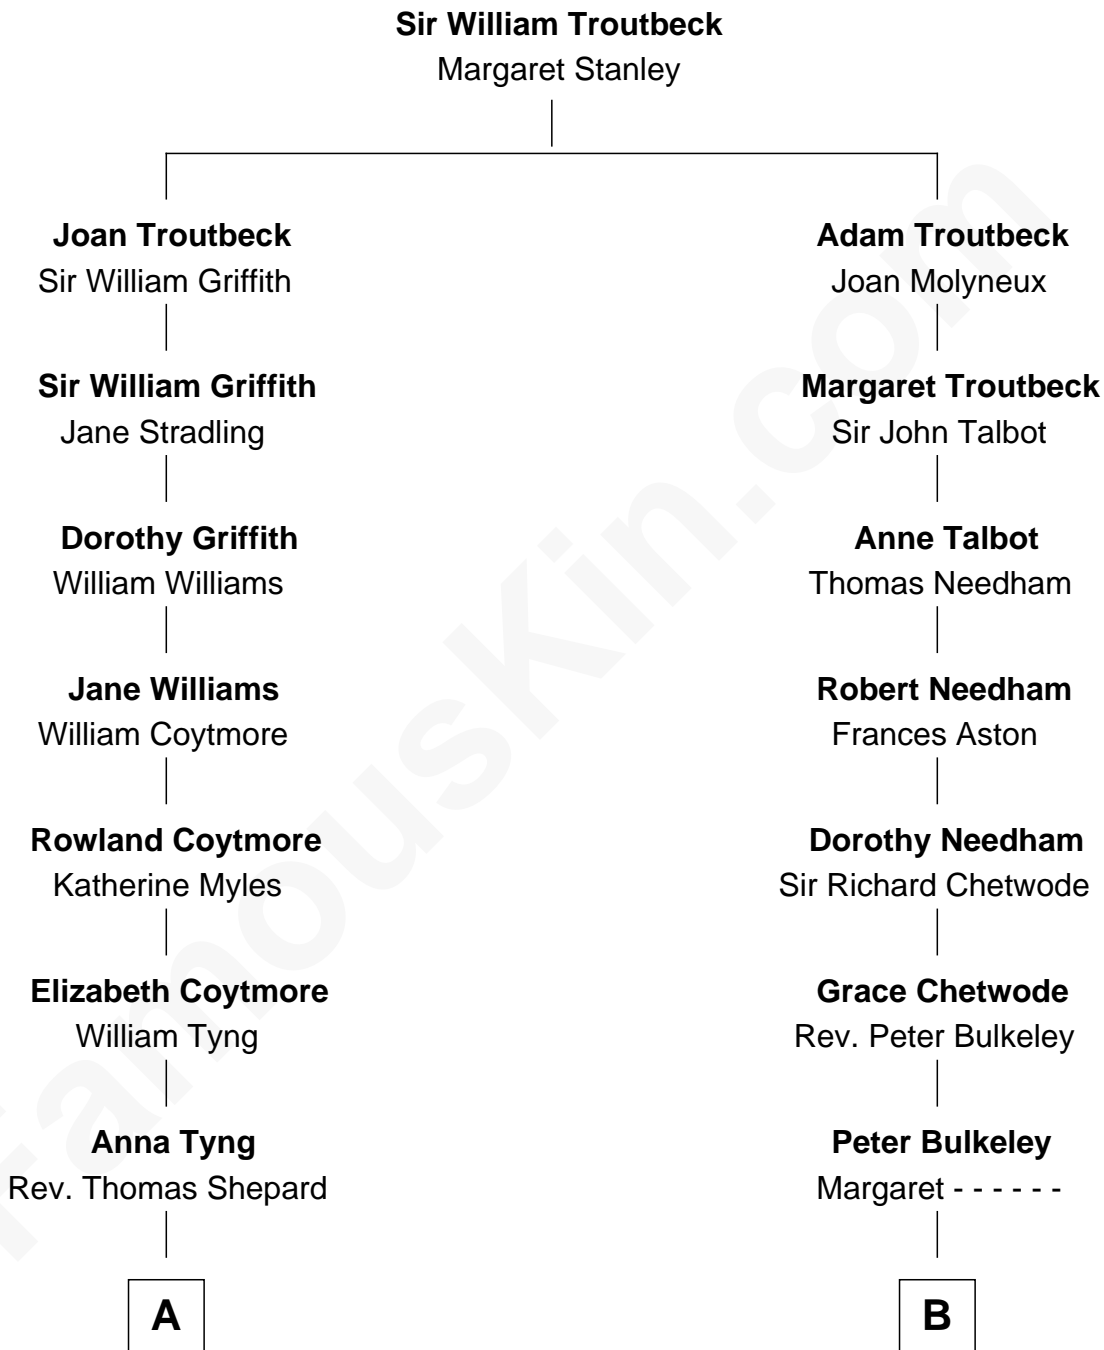 Sir William Troutbeck
Margaret Stanley
Joan Troutbeck
Sir William Griffith
Sir William Griffith
Jane Stradling
Dorothy Griffith
William Williams
Jane Williams
William Coytmore
Rowland Coytmore
Katherine Myles
Elizabeth Coytmore
William Tyng
Anna Tyng
Rev. Thomas Shepard
A
Adam Troutbeck
Joan Molyneux
Margaret Troutbeck
Sir John Talbot
Anne Talbot
Thomas Needham
Robert Needham
Frances Aston
Dorothy Needham
Sir Richard Chetwode
Grace Chetwode
Rev. Peter Bulkeley
Peter Bulkeley
Margaret - - - - - -
B
FamousKin.com